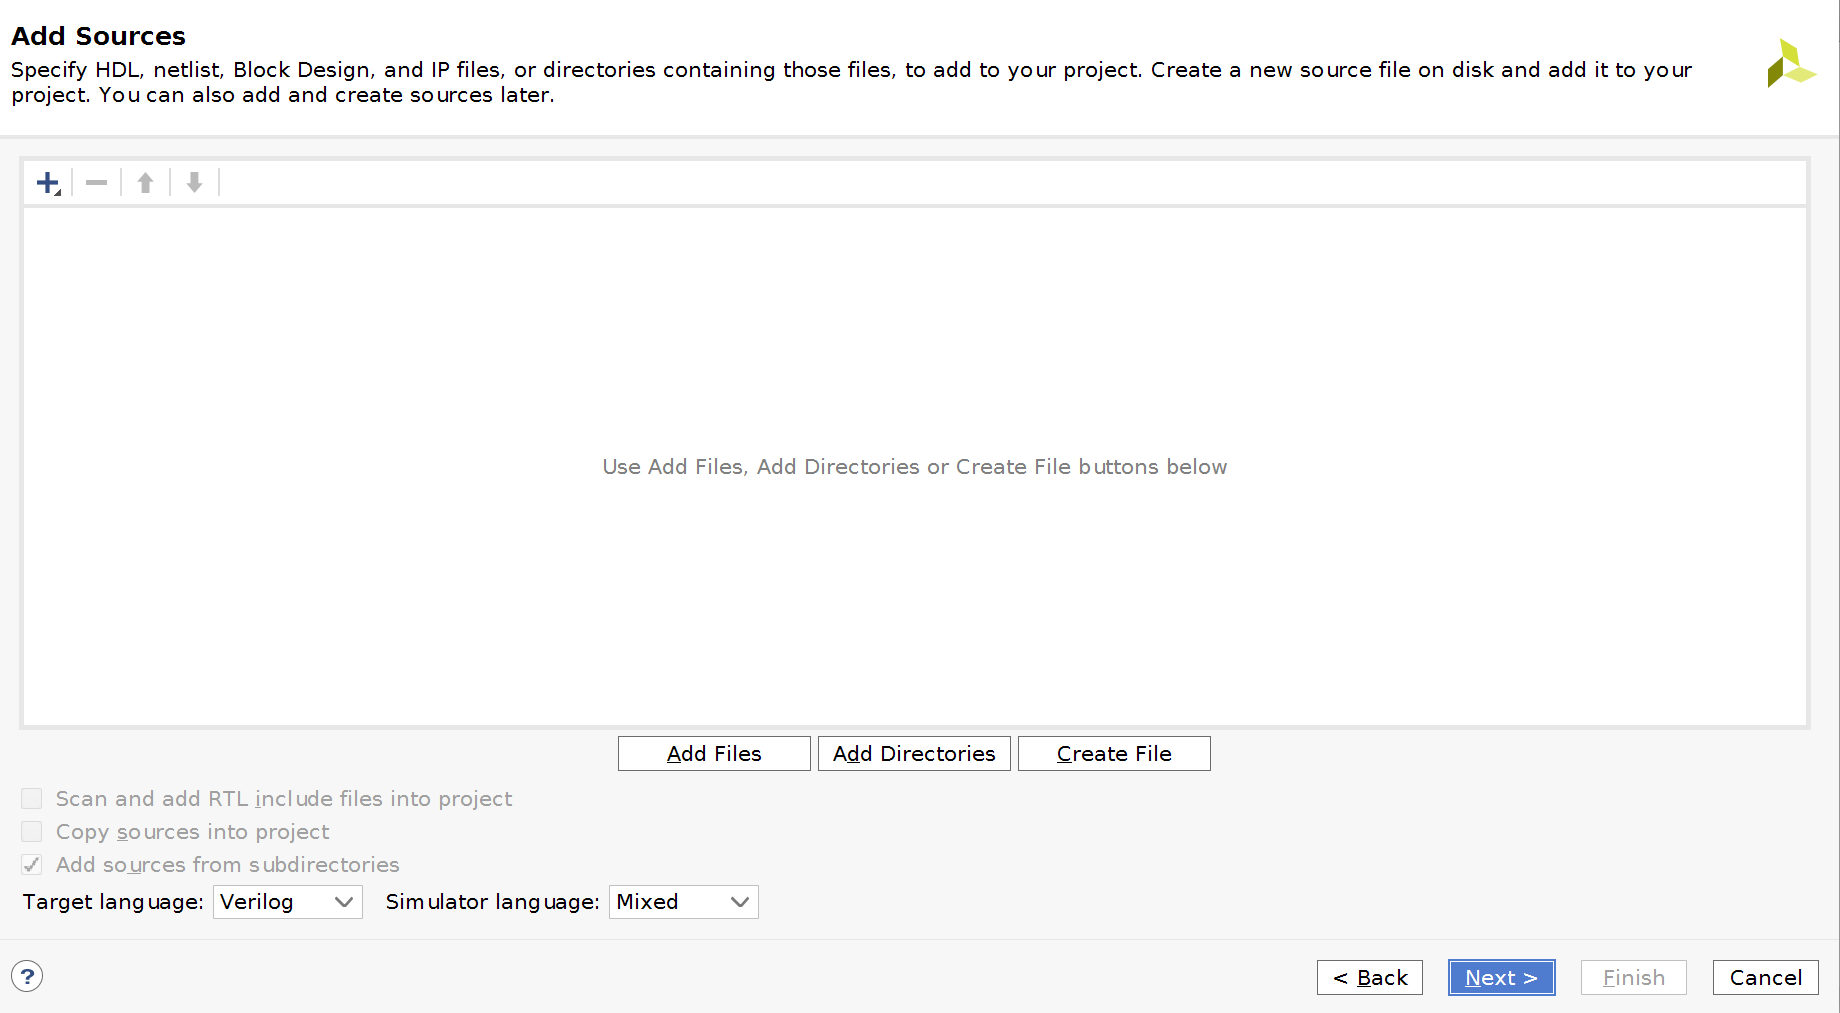 Add Sources
Specify HDL, netlist, Block Design, and IP files, or directories containing those files, to add to your project. Create a new source file on disk and add it to your
project. You can also add and create sources later.
Use Add Files, Add Directories or Create File buttons below
Add Files
Add Directories
Create File
Scan and add RTL include files into project
Copy sources into project
Add sources from subdirectories
Target language: Verilog Simulator language: Mixed
? < Back Next > Finish Cancel